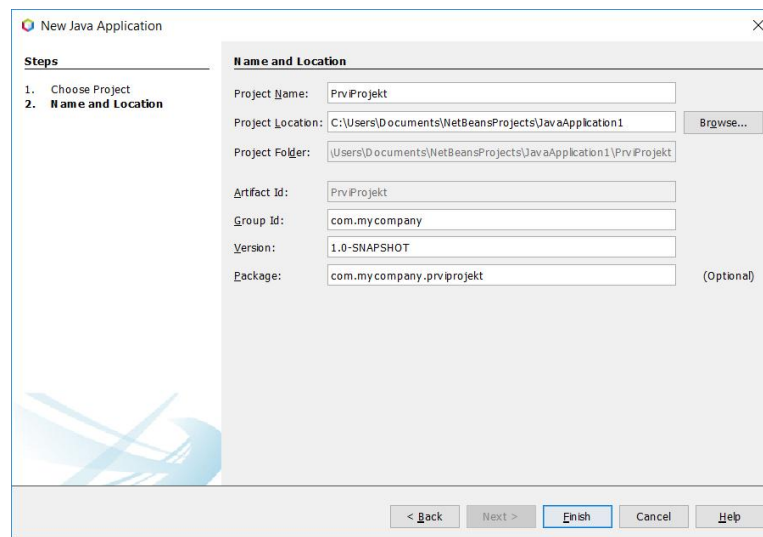 New Java Application
Steps
1. Choose Project
2. Name and Location
Name and Location
Project Name: PrviProjekt
Project Location: C:\Users\Documents\NetBeansProjects\JavaApplication1 Browse...
Project Folder: \Users\Documents\NetBeansProjects\JavaApplication1\PrviProjekt
Artifact Id: PrviProjekt
Group Id: com.mycompany
Version: 1.0-SNAPSHOT
Package: com.mycompany.prviprojekt (Optional)
< Back Next > Finish Cancel Help